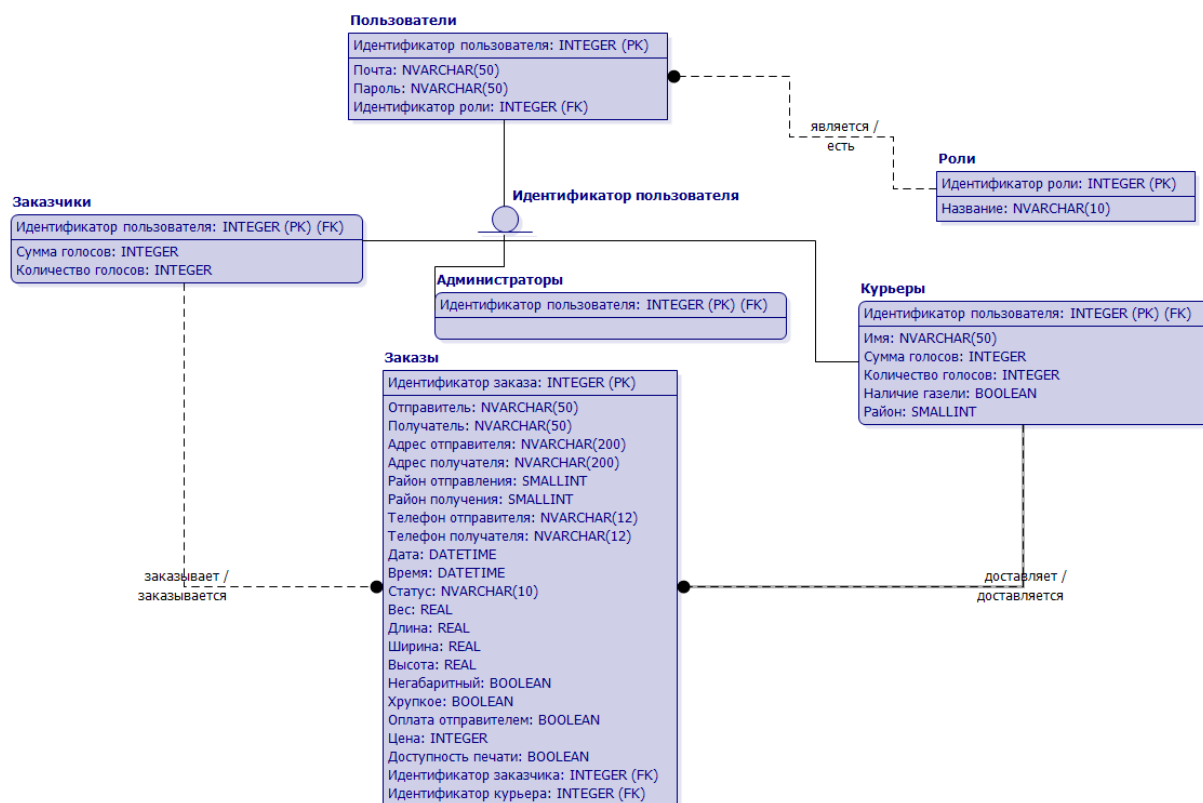 Пользователи
Идентификатор пользователя: INTEGER (PK)
Почта: NVARCHAR(50)
Пароль: NVARCHAR(50)
Идентификатор роли: INTEGER (FK)
является /
есть
Роли
Идентификатор роли: INTEGER (PK)
Название: NVARCHAR(10)
Идентификатор пользователя
Заказчики
Идентификатор пользователя: INTEGER (PK) (FK)
Сумма голосов: INTEGER
Количество голосов: INTEGER
Администраторы
Идентификатор пользователя: INTEGER (PK) (FK)
Курьеры
Идентификатор пользователя: INTEGER (PK) (FK)
Имя: NVARCHAR(50)
Сумма голосов: INTEGER
Количество голосов: INTEGER
Наличие газели: BOOLEAN
Район: SMALLINT
Заказы
Идентификатор заказа: INTEGER (PK)
Отправитель: NVARCHAR(50)
Получатель: NVARCHAR(50)
Адрес отправителя: NVARCHAR(200)
Адрес получателя: NVARCHAR(200)
Район отправления: SMALLINT
Район получения: SMALLINT
Телефон отправителя: NVARCHAR(12)
Телефон получателя: NVARCHAR(12)
Дата: DATETIME
Время: DATETIME
Статус: NVARCHAR(10)
Вес: REAL
Длина: REAL
Ширина: REAL
Высота: REAL
Негабаритный: BOOLEAN
Хрупкое: BOOLEAN
Оплата отправителем: BOOLEAN
Цена: INTEGER
Доступность печати: BOOLEAN
Идентификатор заказчика: INTEGER (FK)
Идентификатор курьера: INTEGER (FK)
заказывает /
заказывается
доставляет /
доставляется